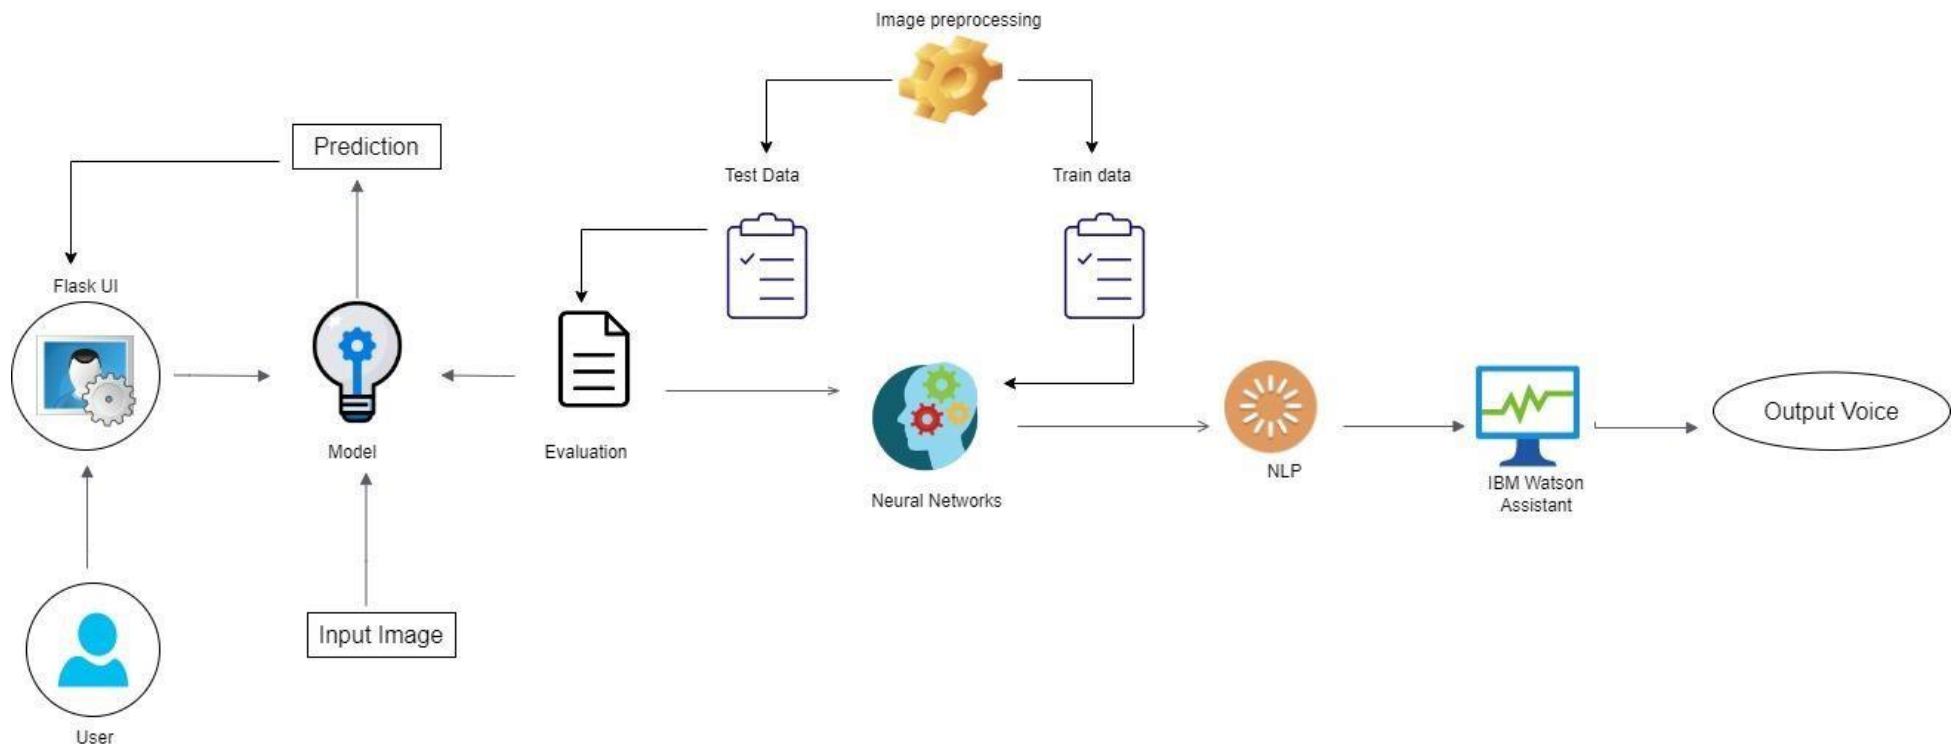 Image preprocessing
Prediction
Test Data
Train data
Flask UI
Model
Evaluation
Neural Networks
NLP
IBM Watson
Assistant
Output Voice
Input Image
User